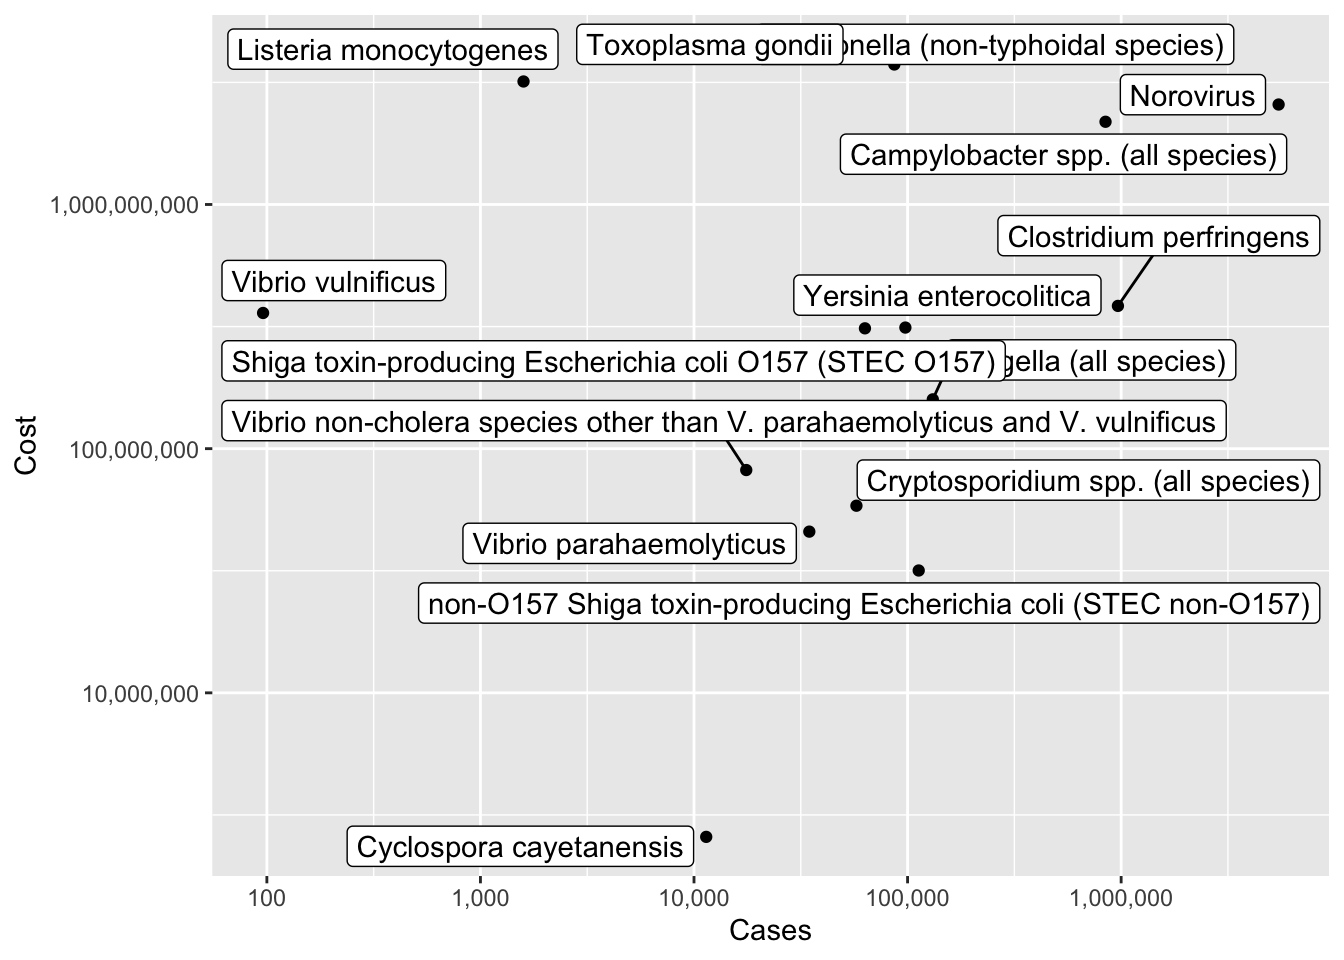 Listeria monocytogenes
Toxoplasma gondii
(non-typhoidal species)
Norovirus
Campylobacter spp. (all species)
1,000,000,000
Clostridium perfringens
Vibrio vulnificus
Yersinia enterocolitica
Shiga toxin-producing Escherichia coli O157 (STEC O157)
(all species)
Vibrio non-cholera species other than V. parahaemolyticus and V. vulnificus
Cost
100,000,000
Cryptosporidium spp. (all species)
Vibrio parahaemolyticus
non-O157 Shiga toxin-producing Escherichia coli (STEC non-O157)
10,000,000
Cyclospora cayetanensis
100
1,000
10,000
100,000
1,000,000
Cases